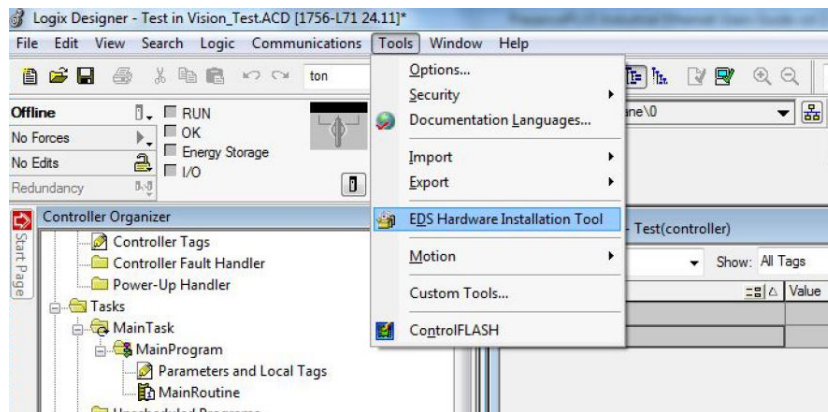 Logix Designer - Test in Vision_Test.ACD [1756-L71 24.11]*
File Edit View Search Logic Communications Tools Window Help
ton
Offline
RUN
No Forces
OK
Energy Storage
No Edits
I/O
Redundancy
Options...
Security
Documentation Languages...
Import
Export
EDS Hardware Installation Tool
Motion
Custom Tools...
ControlFLASH
ane\0
- Test(controller)
Show: All Tags
Value
Start Page
Controller Organizer
Controller Tags
Controller Fault Handler
Power-Up Handler
Tasks
MainTask
MainProgram
Parameters and Local Tags
MainRoutine
Unscheduled Programs